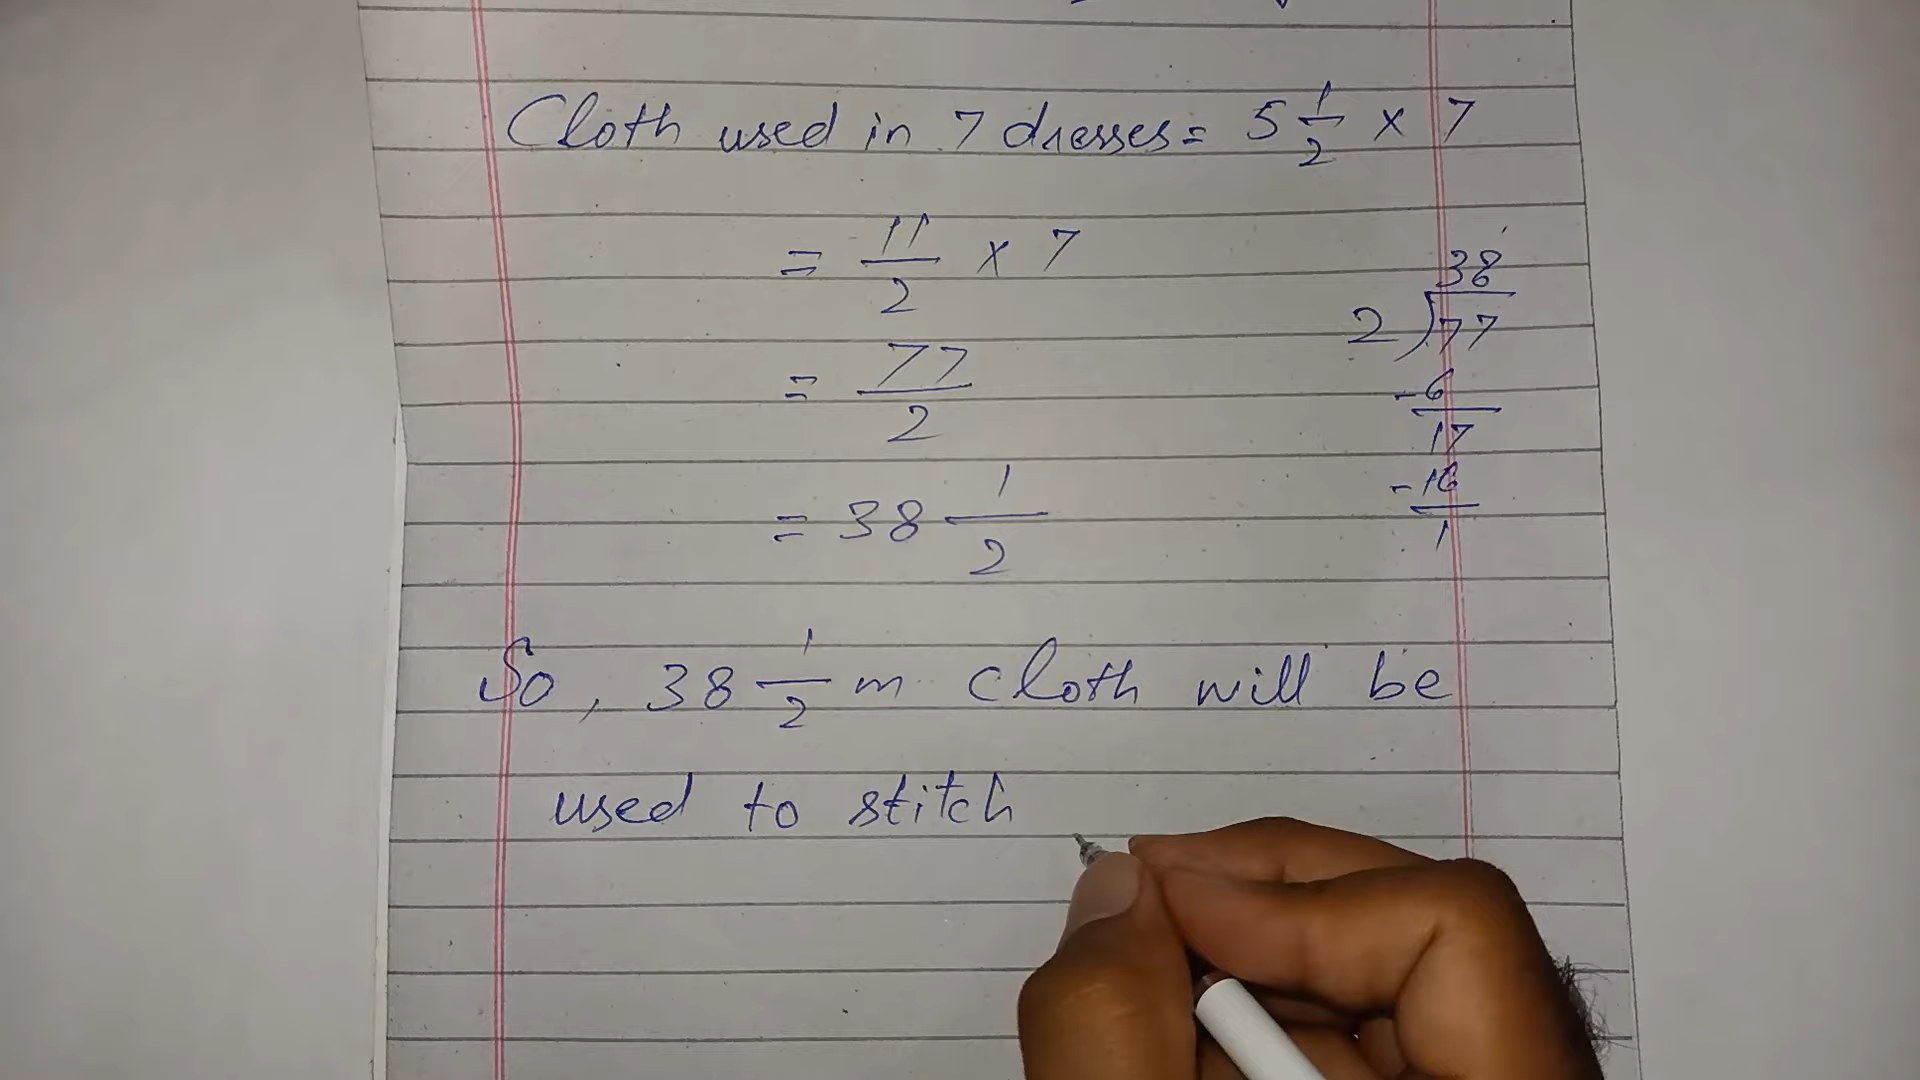 Cloth used in 7 dresses = 5 1/2 × 7
= 11/2 × 7
= 77/2
= 38 1/2
38
2 ) 77
- 6
17
- 16
1
So, 38 1/2 m cloth will be
used to stitch